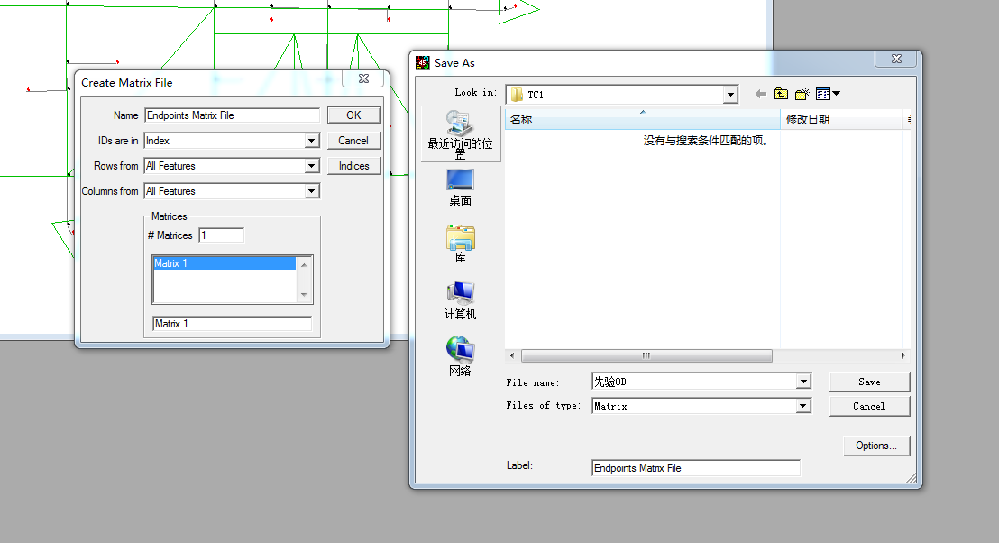 Create Matrix File
Name Endpoints Matrix File OK
IDs are in Index Cancel
Rows from All Features Indices
Columns from All Features
Matrices
# Matrices 1
Matrix 1
Matrix 1
Save As
Look in: TC1
名称 修改日期
没有与搜索条件匹配的项。
最近访问的位
置
桌面
库
计算机
网络
File name: 先验OD Save
Files of type: Matrix Cancel
Options...
Label: Endpoints Matrix File